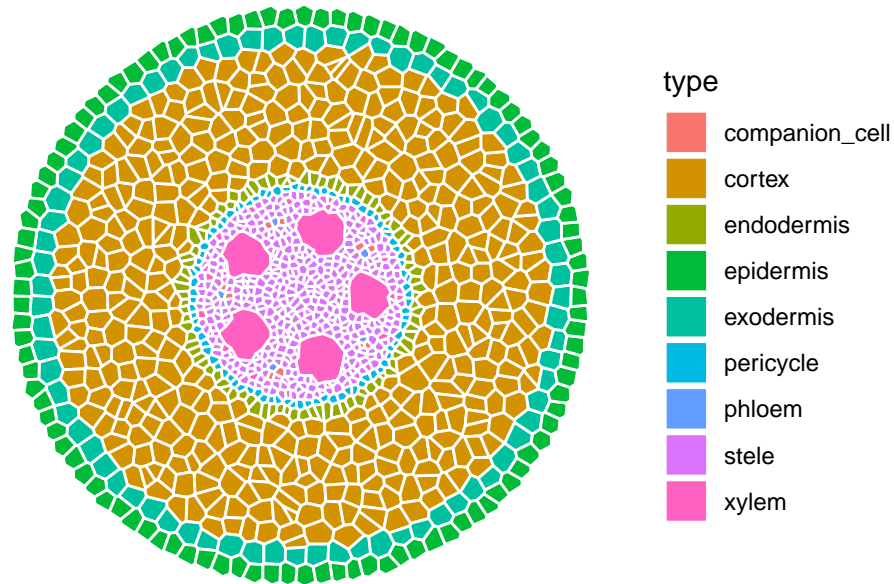 type
companion_cell
cortex
endodermis
epidermis
exodermis
pericycle
phloem
stele
xylem